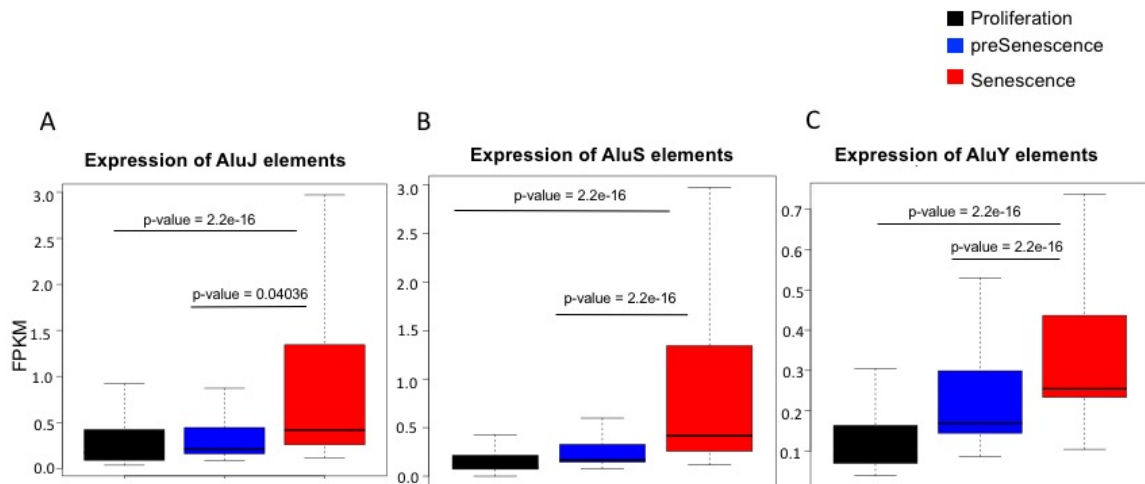 Proliferation
preSenescence
Senescence
A
B
C
Expression of AluJ elements
Expression of AluS elements
Expression of AluY elements
FPKM
3.0
2.5
2.0
1.5
1.0
0.5
0.0
p-value = 2.2e-16
p-value = 0.04036
3.0
2.5
2.0
1.5
1.0
0.5
0.0
p-value = 2.2e-16
p-value = 2.2e-16
0.7
0.6
0.5
0.4
0.3
0.2
0.1
p-value = 2.2e-16
p-value = 2.2e-16